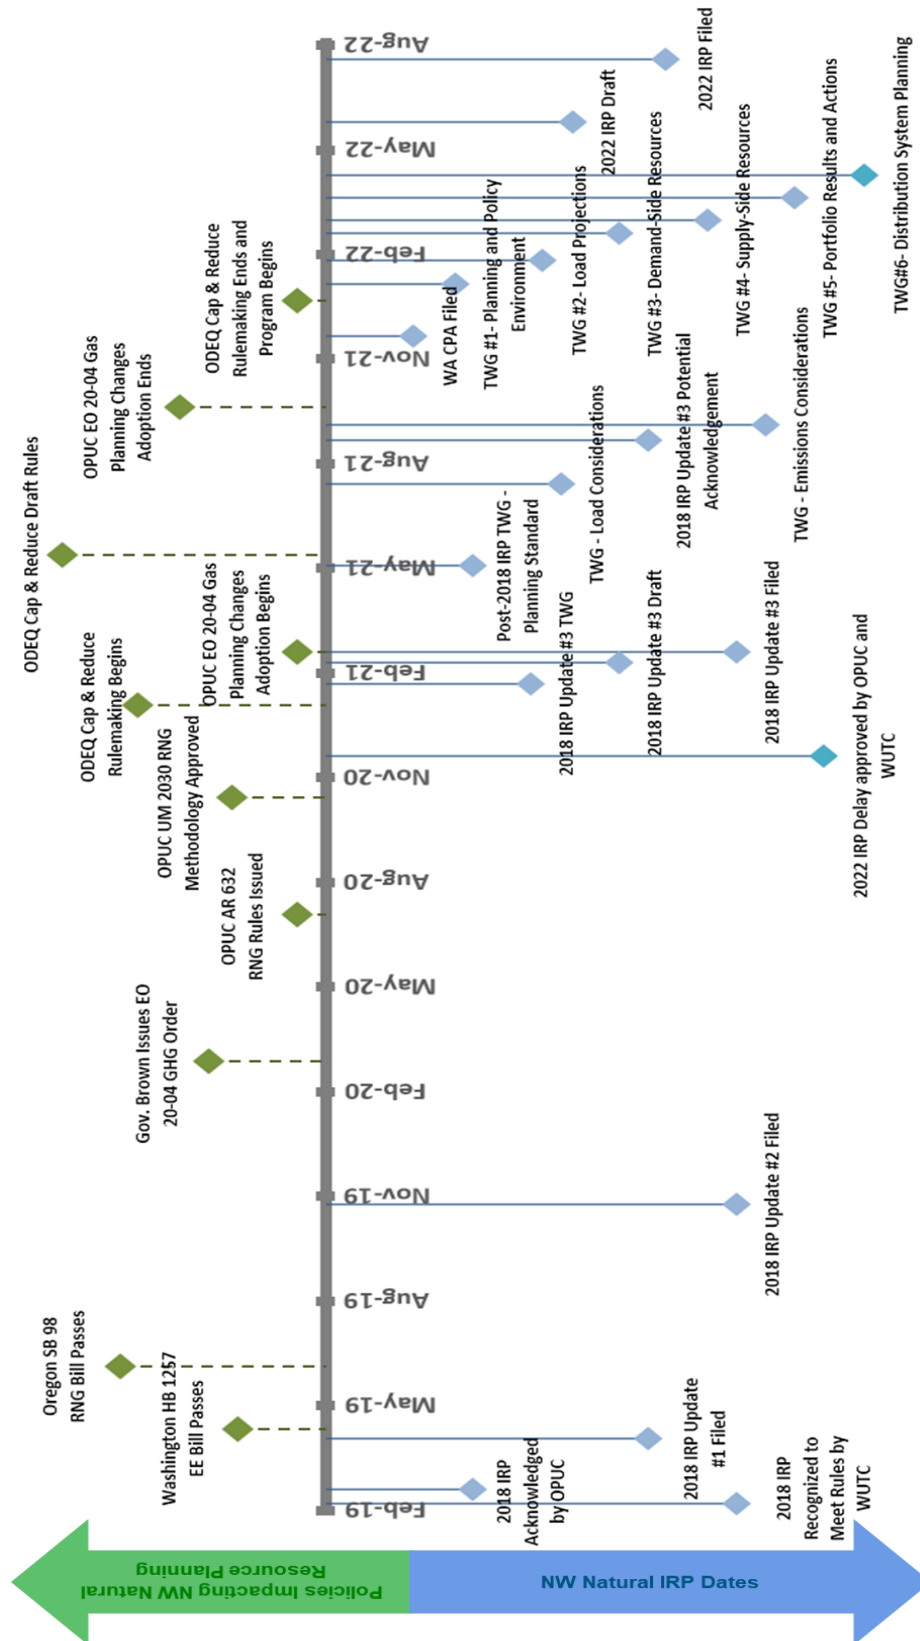 Policies Impacting NW Natural
Resource Planning
NW Natural IRP Dates
Oregon SB 98
RNG Bill Passes
Washington HB 1257
EE Bill Passes
Gov. Brown Issues EO
20-04 GHG Order
OPUC AR 632
RNG Rules Issued
OPUC UM 2030 RNG
Methodology Approved
ODEQ Cap & Reduce
Rulemaking Begins
OPUC EO 20-04 Gas
Planning Changes
Adoption Begins
ODEQ Cap & Reduce Draft Rules
OPUC EO 20-04 Gas
Planning Changes
Adoption Ends
ODEQ Cap & Reduce
Rulemaking Ends and
Program Begins
Feb-19
May-19
Aug-19
Nov-19
Feb-20
May-20
Aug-20
Nov-20
Feb-21
May-21
Aug-21
Nov-21
Feb-22
May-22
Aug-22
2018 IRP
Acknowledged
by OPUC
2018 IRP
Recognized to
Meet Rules by
WUTC
2018 IRP Update
#1 Filed
2018 IRP Update #2 Filed
2022 IRP Delay approved by OPUC and
WUTC
2018 IRP Update #3 TWG
2018 IRP Update #3 Draft
2018 IRP Update #3 Filed
Post-2018 IRP TWG -
Planning Standard
TWG - Load Considerations
2018 IRP Update #3 Potential
Acknowledgement
TWG - Emissions Considerations
WA CPA Filed
TWG #1- Planning and Policy
Environment
TWG #2- Load Projections
TWG #3- Demand-Side Resources
TWG #4- Supply-Side Resources
TWG #5- Portfolio Results and Actions
TWG#6- Distribution System Planning
2022 IRP Draft
2022 IRP Filed